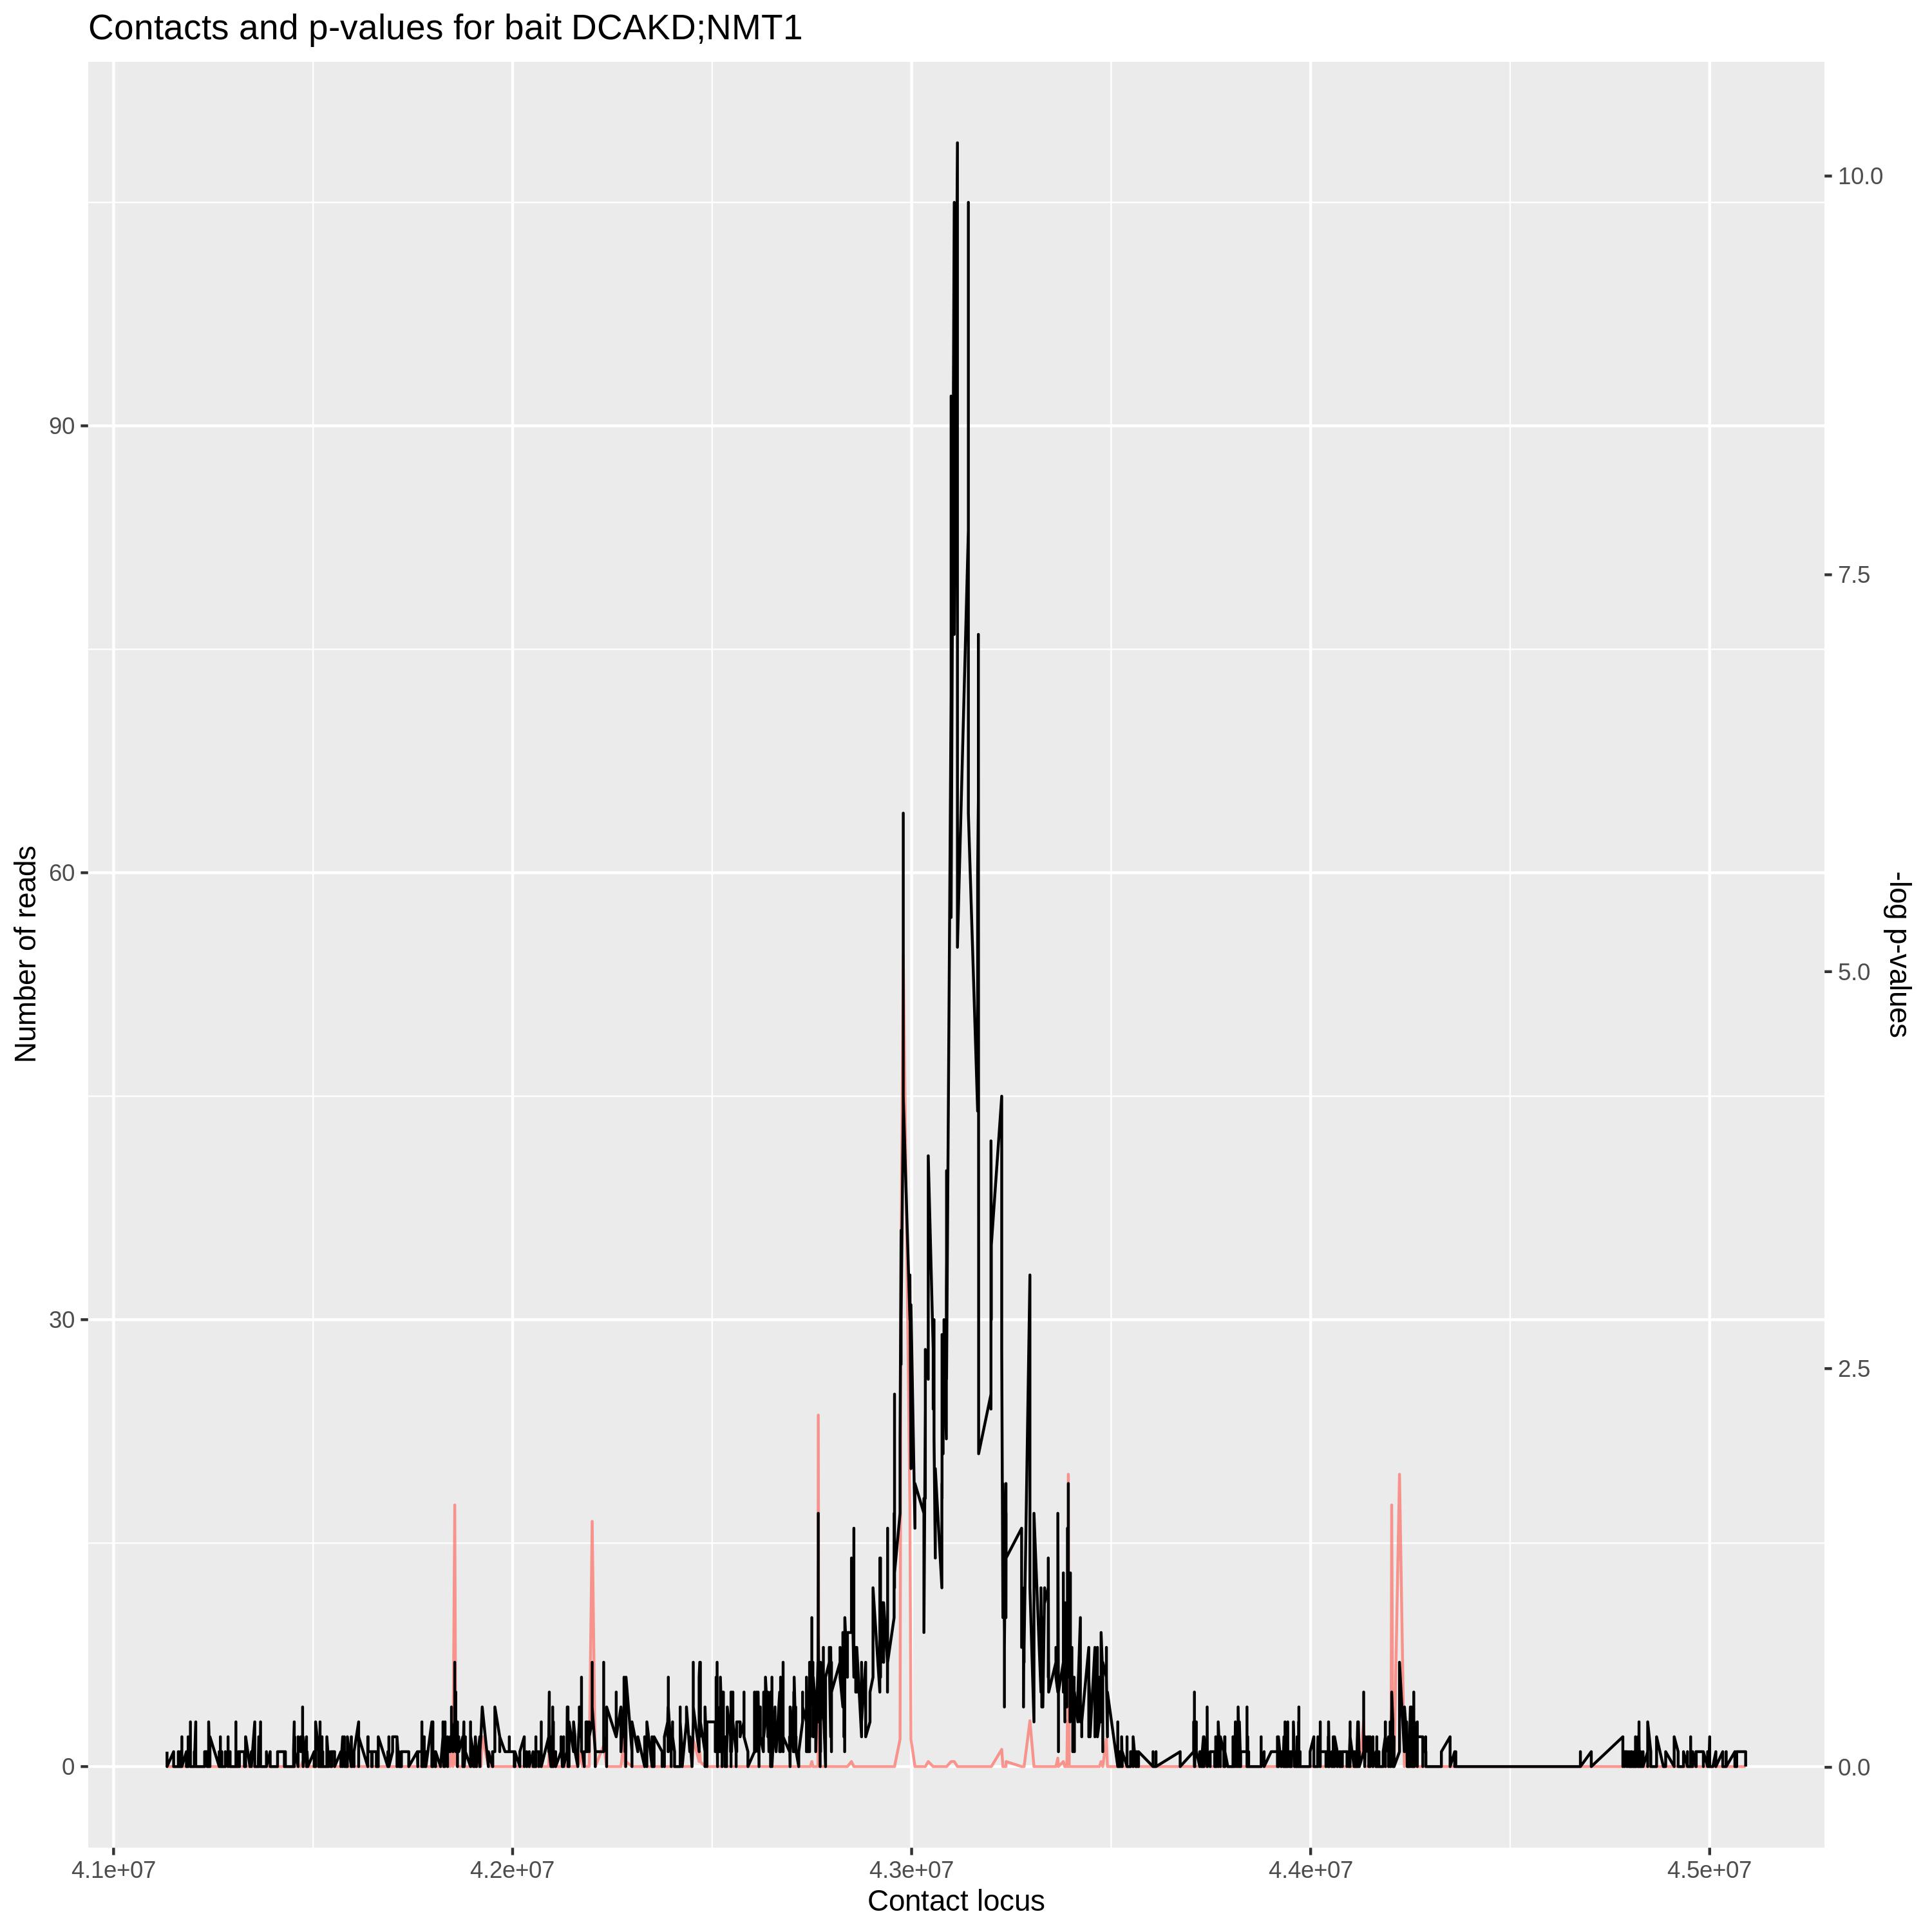 Contacts and p-values for bait DCAKD;NMT1
10.0
90
7.5
60
5.0
Number of reads
-log p-values
30
2.5
0
0.0
4.1e+07 4.2e+07 4.3e+07 4.4e+07 4.5e+07
Contact locus